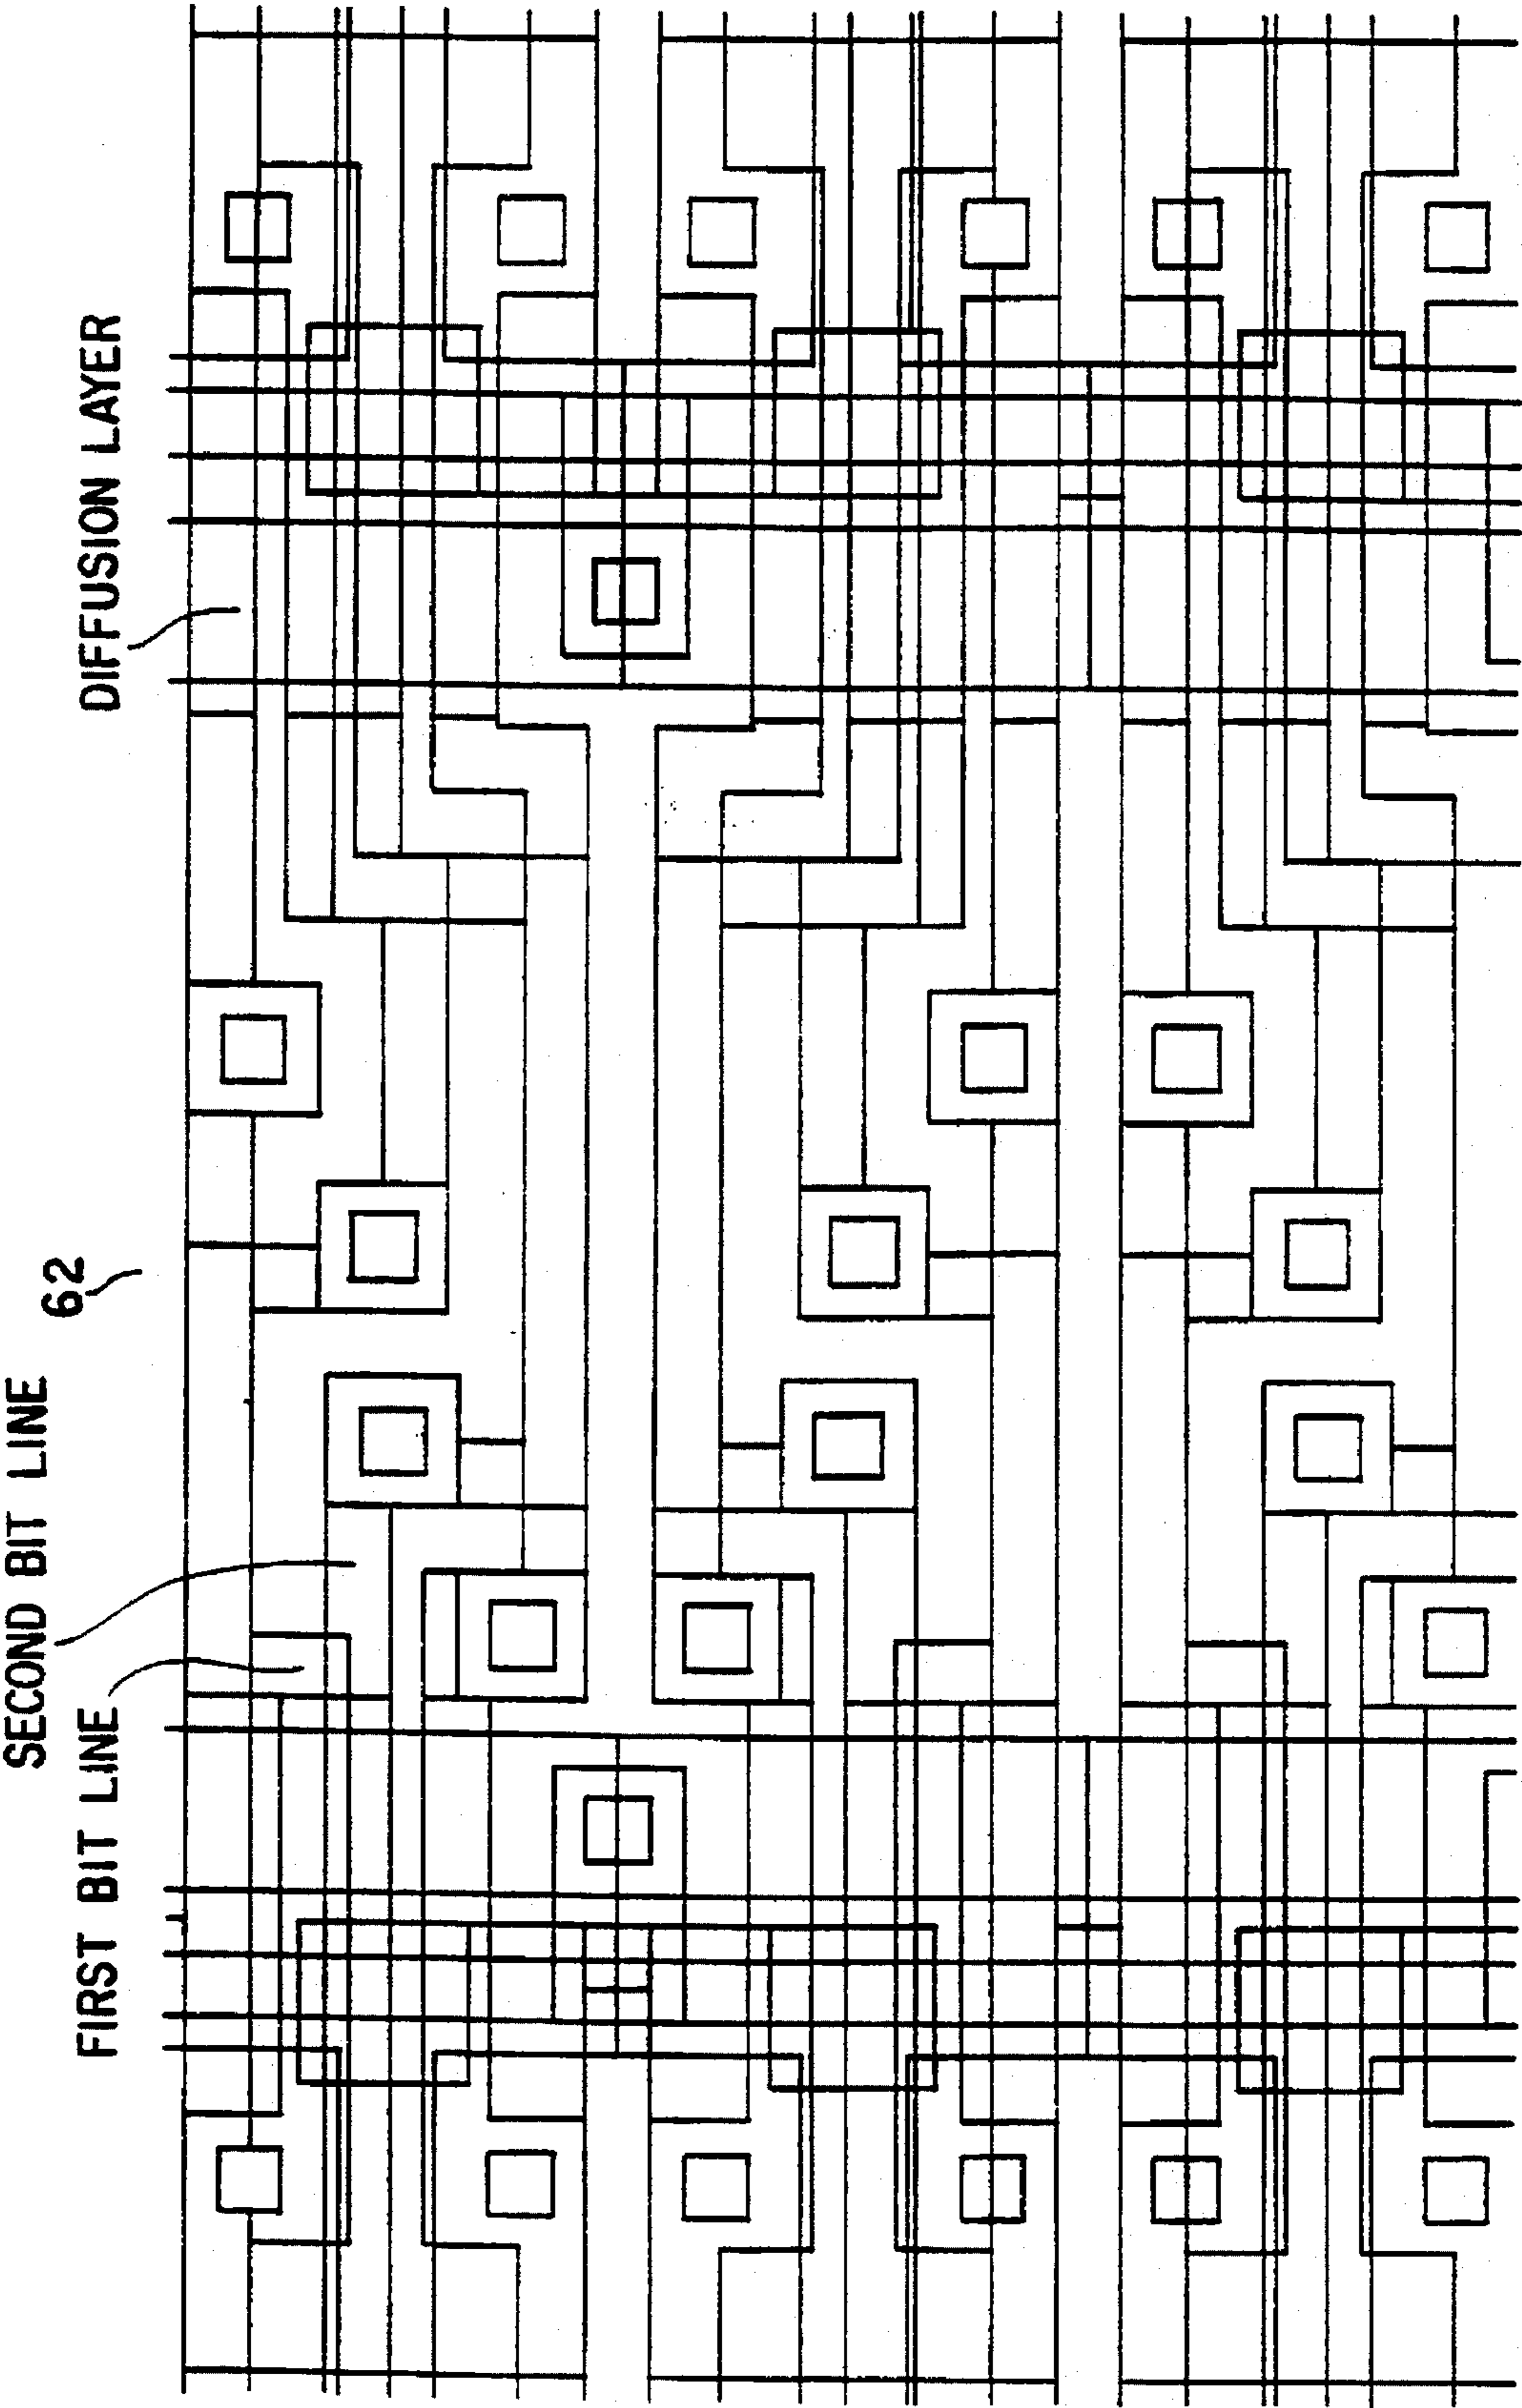 SECOND BIT LINE
62
FIRST BIT LINE
DIFFUSION LAYER